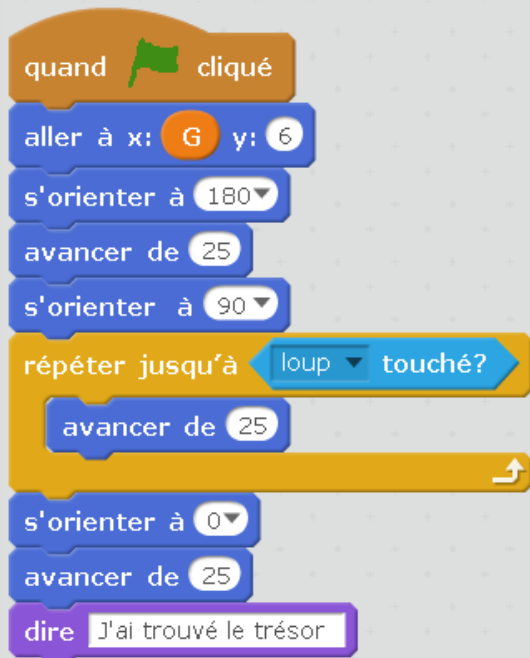 quand cliqué
aller à x: G y: 6
s'orienter à 180
avancer de 25
s'orienter à 90
répéter jusqu'à loup touché?
avancer de 25
s'orienter à 0
avancer de 25
dire J'ai trouvé le trésor